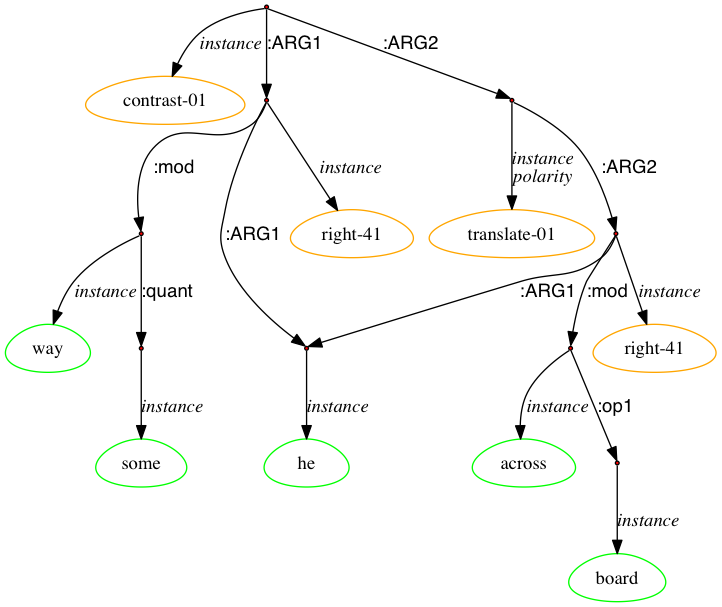 instance :ARG1 :ARG2
contrast-01
:mod instance instance :ARG2
polarity
:ARG1 right-41 translate-01
instance :quant :ARG1 :mod instance
way right-41
instance instance instance :op1
some he across
instance
board